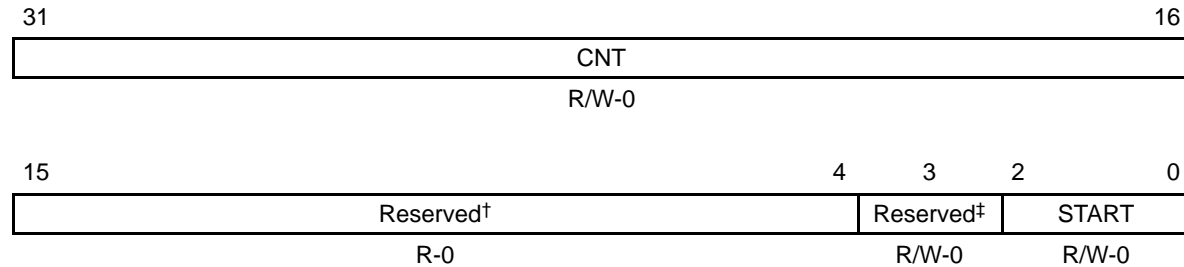 31 16
CNT
R/W-0
15 4 3 2 0
Reserved† Reserved‡ START
R-0 R/W-0 R/W-0